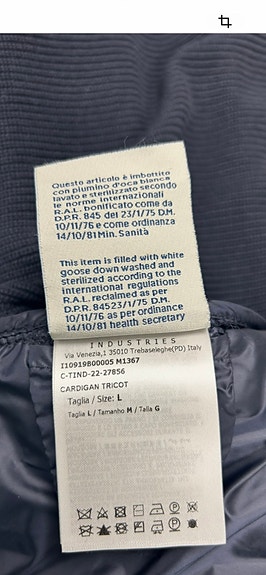 Questo articolo è imbottito
con piumino d'oca bianca
lavato e sterilizzato secondo
le norme internazionali
R.A.L. bonificato come da
D.P.R. 845 del 23/1/75 D.M.
10/11/76 e come ordinanza
14/10/81 Min. Sanità
This item is filled with white
goose down washed and
sterilized according to the
international regulations
R.A.L. reclaimed as per
D.P.R. 84523/1/75 D.M.
10/11/76 as per ordinance
14/10/81 health secretary
INDUSTRIES
Via Venezia,1 35010 Trebaseleghe(PD) Italy
I10919B00005 M1367
C-TIND-22-27856
CARDIGAN TRICOT
Taglia / Size: L
Taglia L / Tamanho M / Talla G